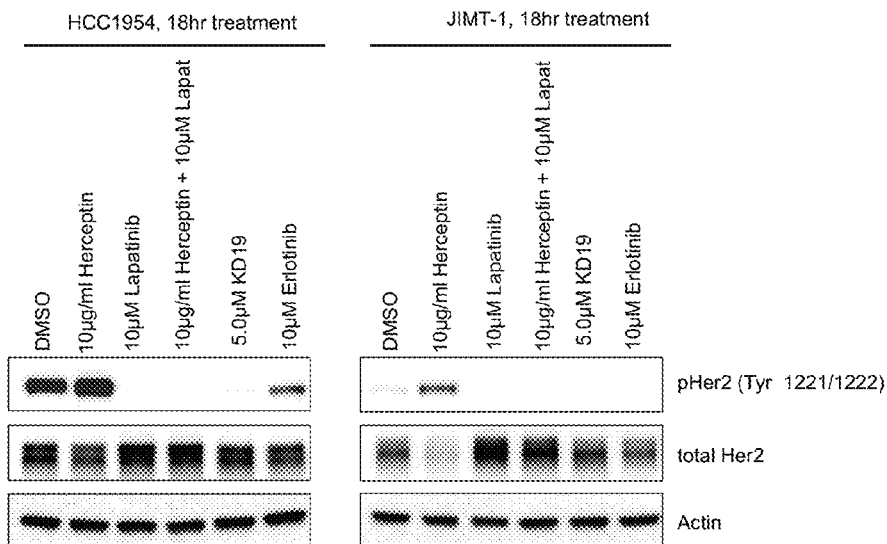 HCC1954, 18hr treatment
DMSO
10µg/ml Herceptin
10µM Lapatinib
10µg/ml Herceptin + 10µM Lapat
5.0µM KD19
10µM Erlotinib
JIMT-1, 18hr treatment
DMSO
10µg/ml Herceptin
10µM Lapatinib
10µg/ml Herceptin + 10µM Lapat
5.0µM KD19
10µM Erlotinib
pHer2 (Tyr 1221/1222)
total Her2
Actin